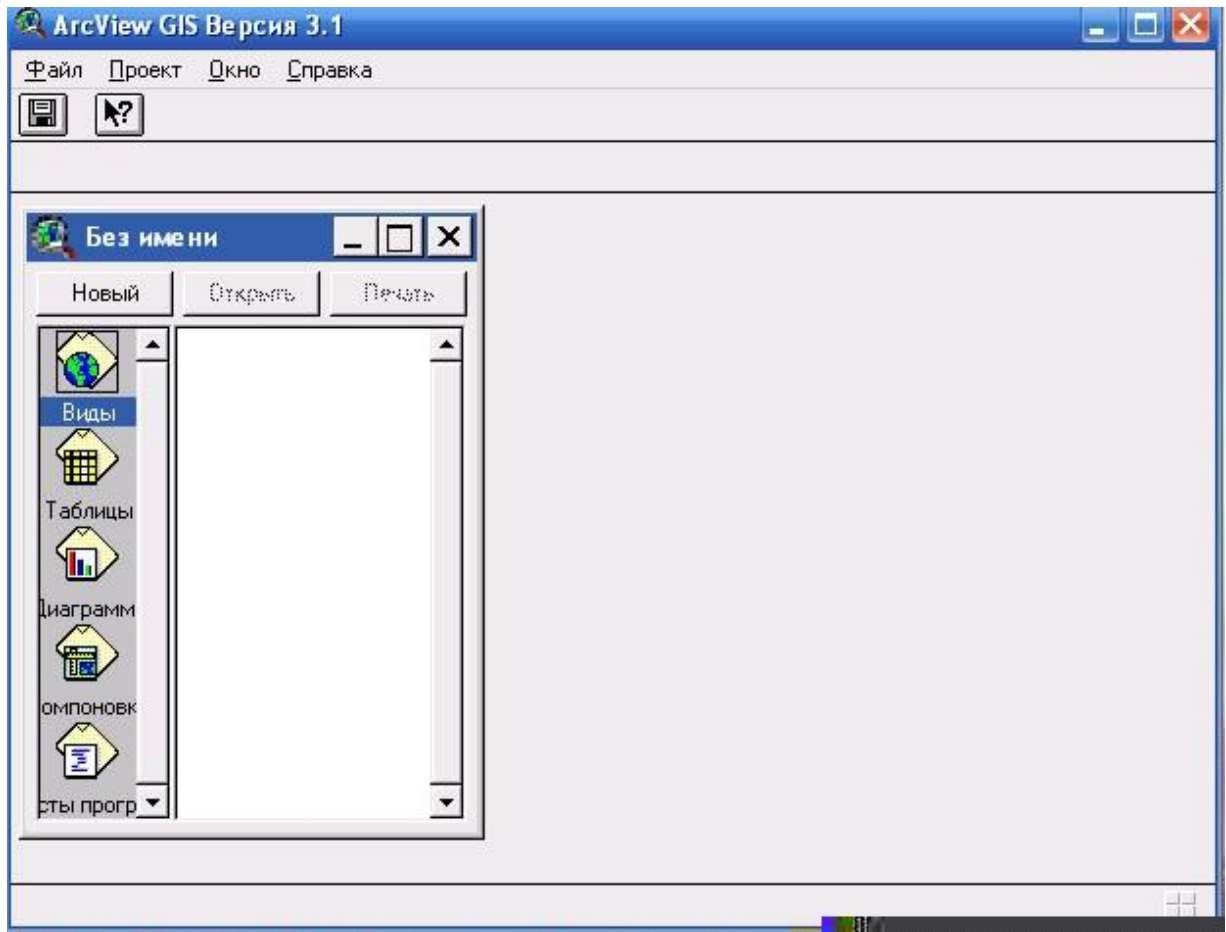 ArcView GIS Версия 3.1
Файл Проект Окно Справка
Без имени
Новый Открыть Печать
Виды
Таблицы
Диаграмм
омпоновк
сты прогр